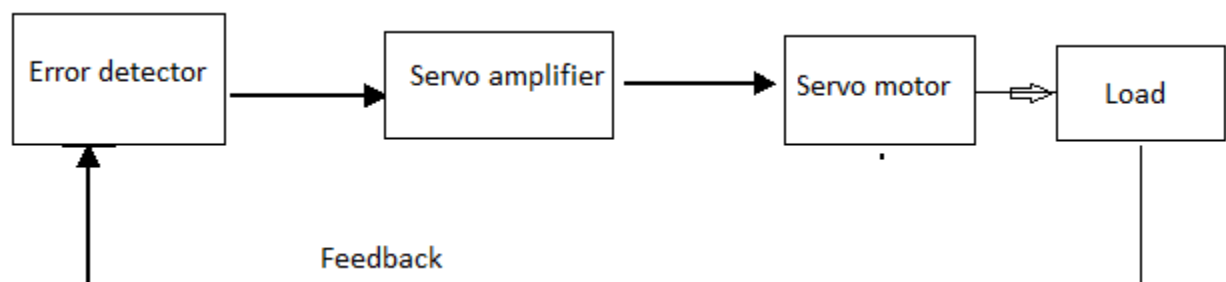 Error detector
Servo amplifier
Servo motor
Load
Feedback